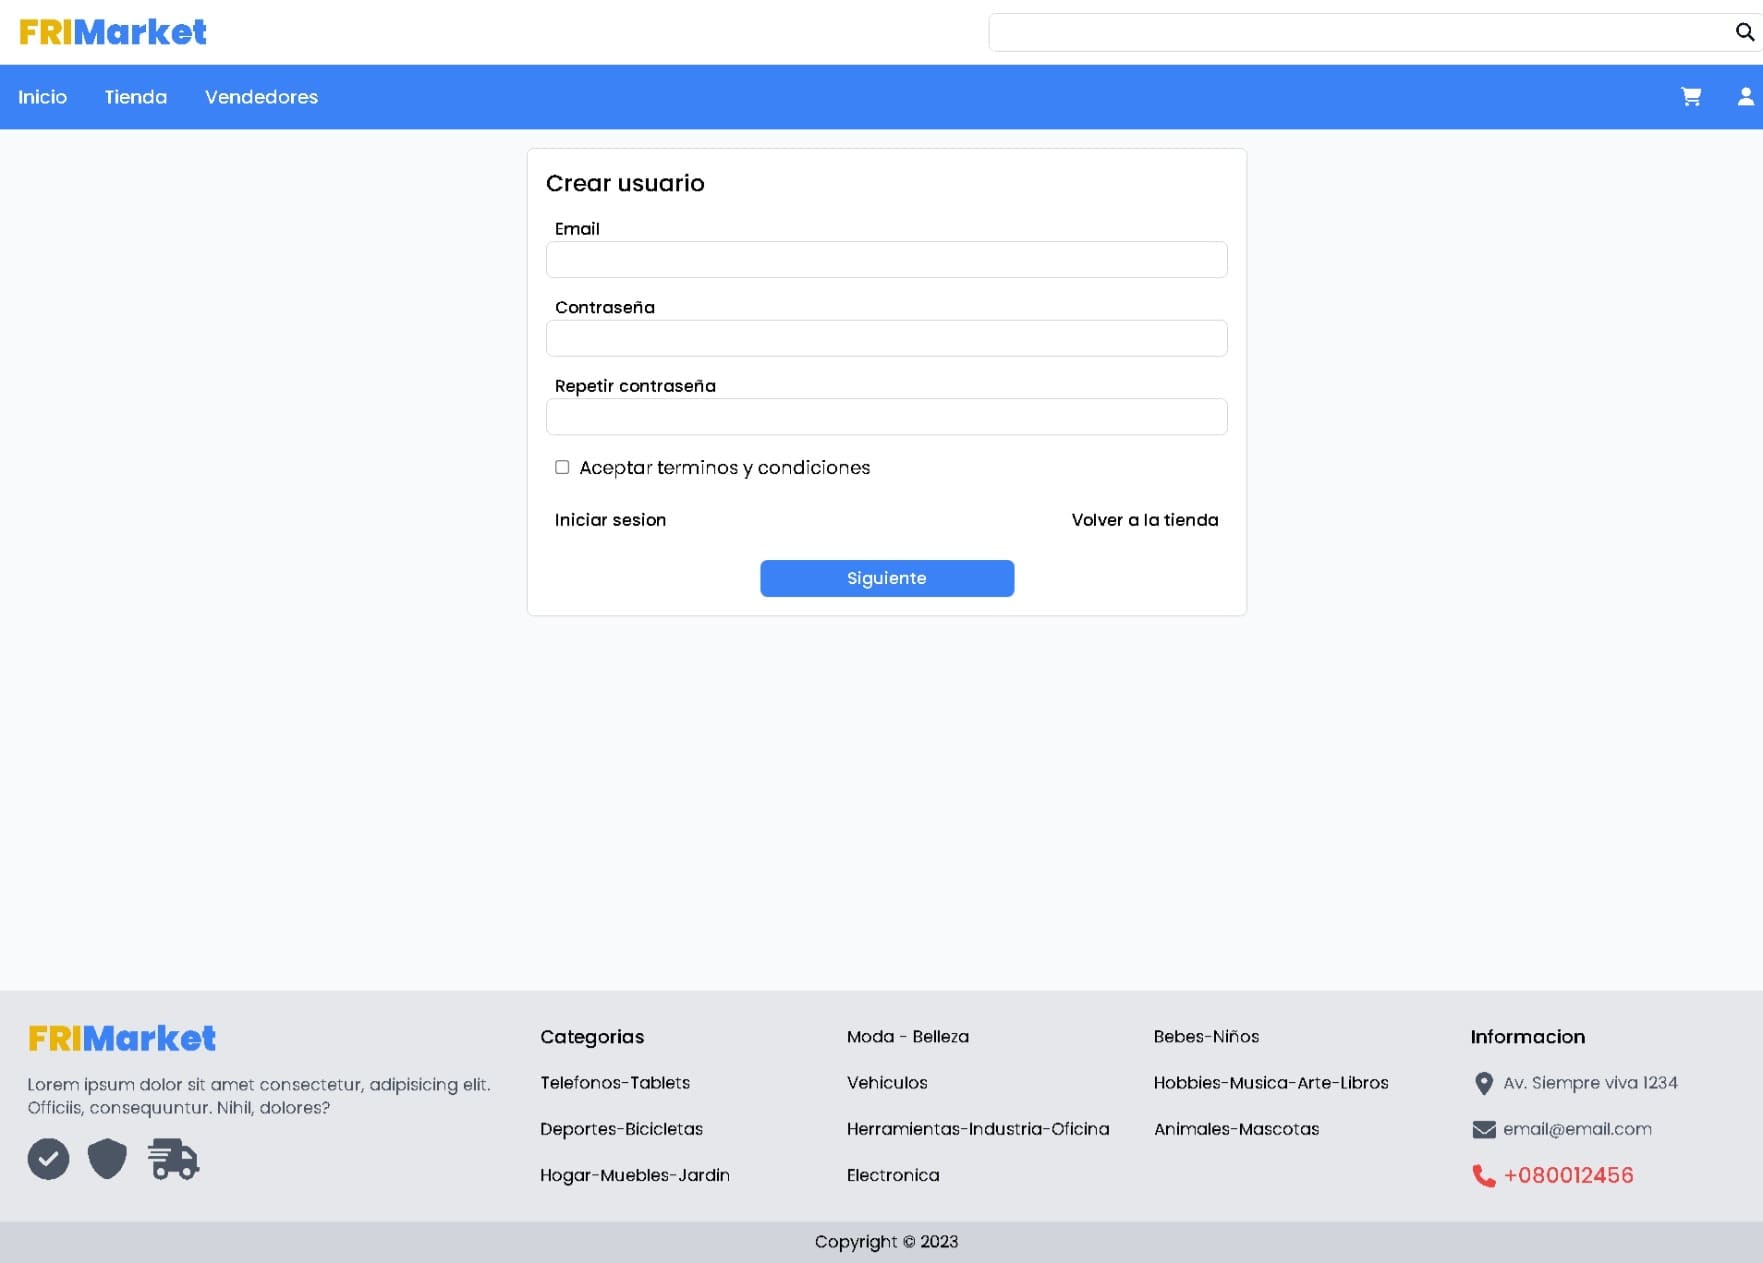 FRIMarket
Inicio
Tienda
Vendedores
Crear usuario
Email
Contraseña
Repetir contraseña
Aceptar terminos y condiciones
Iniciar sesion
Volver a la tienda
Siguiente
FRIMarket
Lorem ipsum dolor sit amet consectetur, adipisicing elit.
Officiis, consequuntur. Nihil, dolores?
Categorias
Telefonos-Tablets
Deportes-Bicicletas
Hogar-Muebles-Jardin
Moda - Belleza
Vehiculos
Herramientas-Industria-Oficina
Electronica
Bebes-Niños
Hobbies-Musica-Arte-Libros
Animales-Mascotas
Informacion
Av. Siempre viva 1234
email@email.com
+080012456
Copyright © 2023